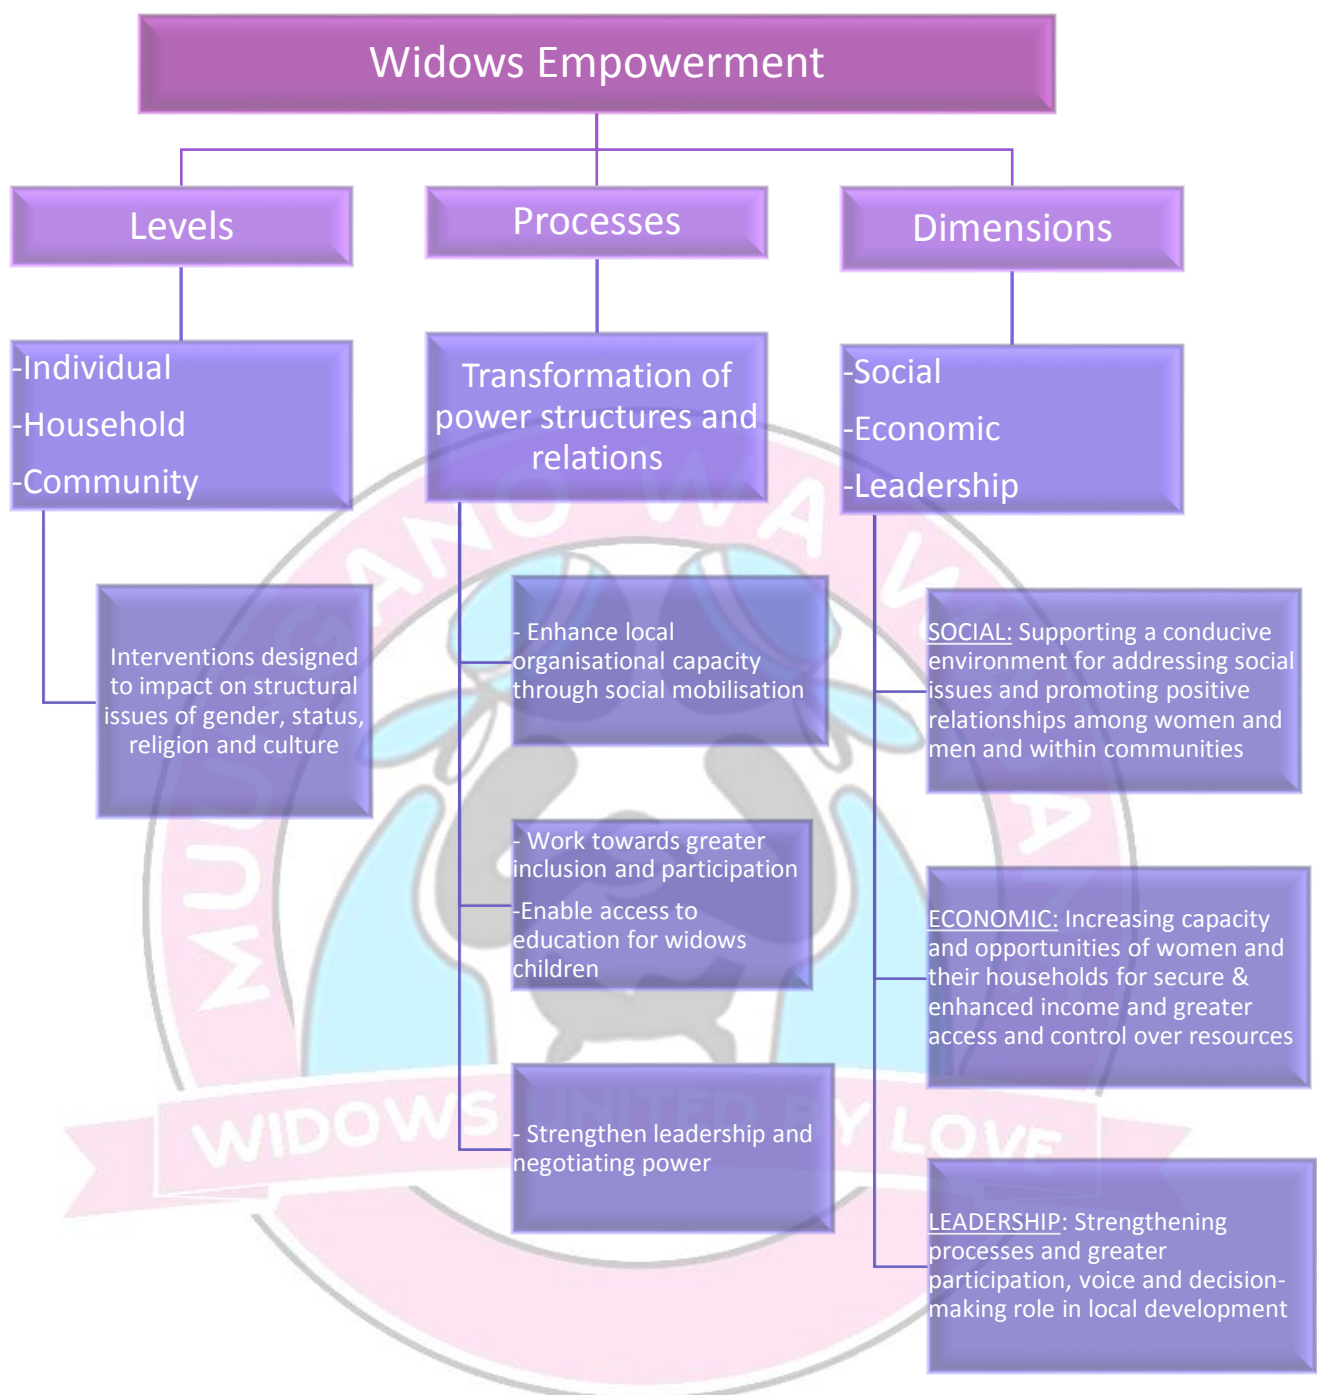 Widows Empowerment
Levels
Processes
Dimensions
-Individual
-Household
-Community
Transformation of
power structures and
relations
-Social
-Economic
-Leadership
Interventions designed
to impact on structural
issues of gender, status,
religion and culture
- Enhance local
organisational capacity
through social mobilisation
- Work towards greater
inclusion and participation
-Enable access to
education for widows
children
- Strengthen leadership and
negotiating power
SOCIAL: Supporting a conducive
environment for addressing social
issues and promoting positive
relationships among women and
men and within communities
ECONOMIC: Increasing capacity
and opportunities of women and
their households for secure &
enhanced income and greater
access and control over resources
LEADERSHIP: Strengthening
processes and greater
participation, voice and decision-
making role in local development
WA
WIDOWS UNITED BY LOVE